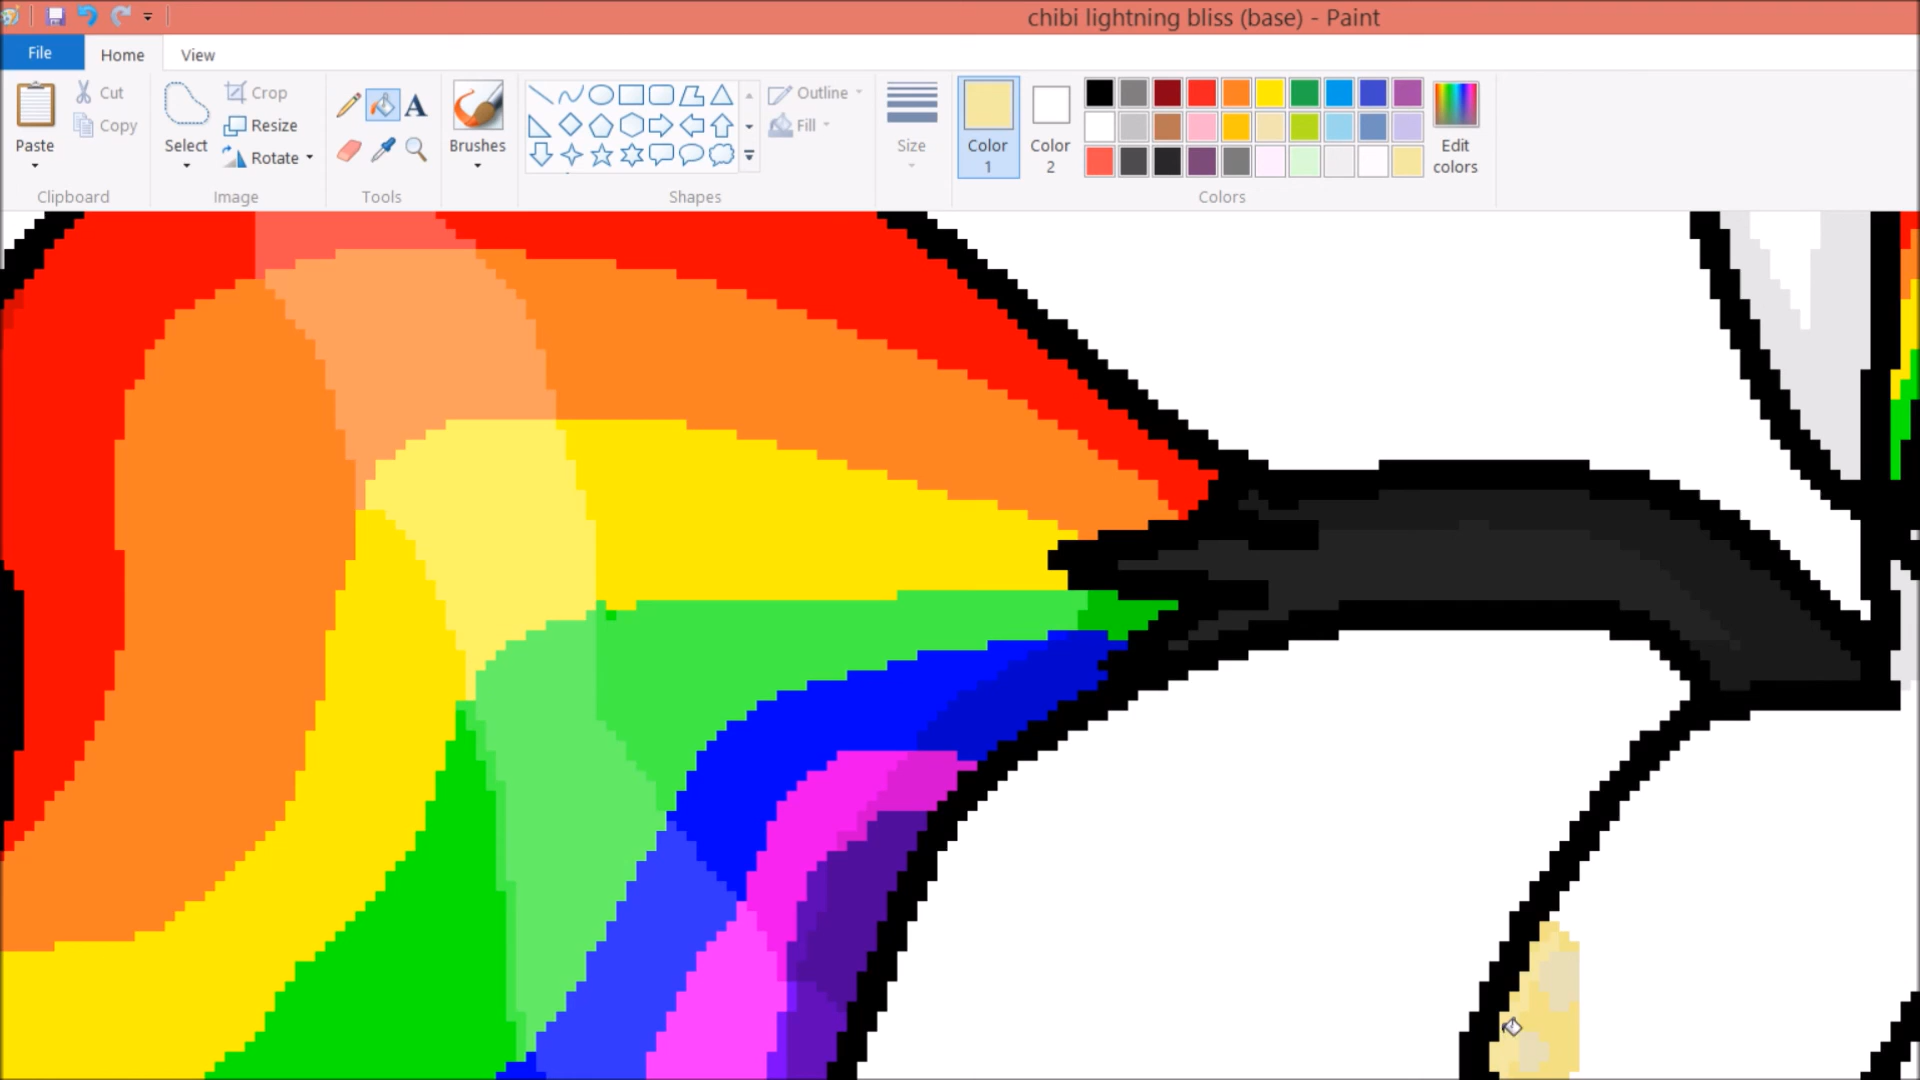 chibi lightning bliss (base) - Paint
File Home View
Paste
Cut
Copy
Clipboard
Select
Crop
Resize
Rotate
Image
A
Tools
Brushes
Shapes
Outline
Fill
Size
Color 1
Color 2
Edit colors
Colors